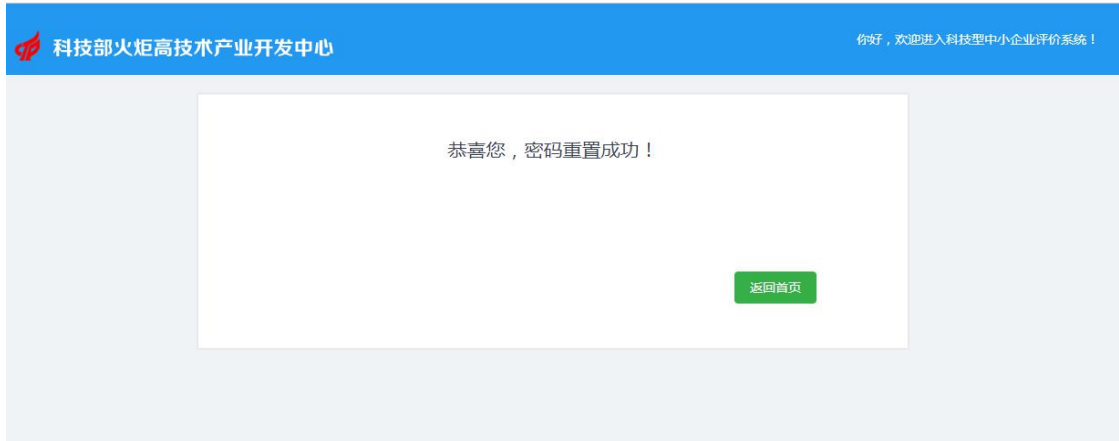 科技部火炬高技术产业开发中心
你好，欢迎进入科技型中小企业评价系统！
恭喜您，密码重置成功！
返回首页